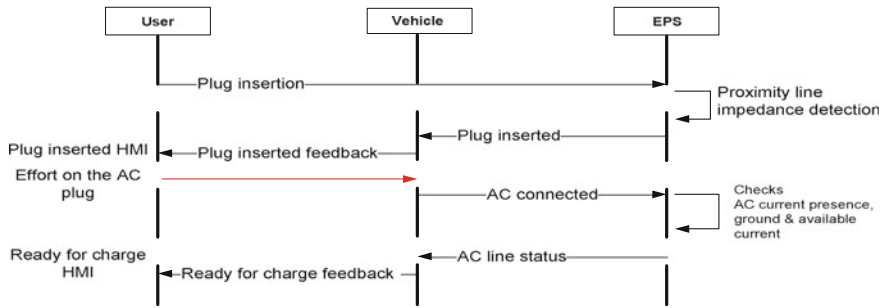 User
Vehicle
EPS
Plug insertion
Proximity line
impedance detection
Plug inserted
Plug inserted HMI
Plug inserted feedback
Effort on the AC
plug
AC connected
Checks
AC current presence,
ground & available
current
Ready for charge
HMI
AC line status
Ready for charge feedback